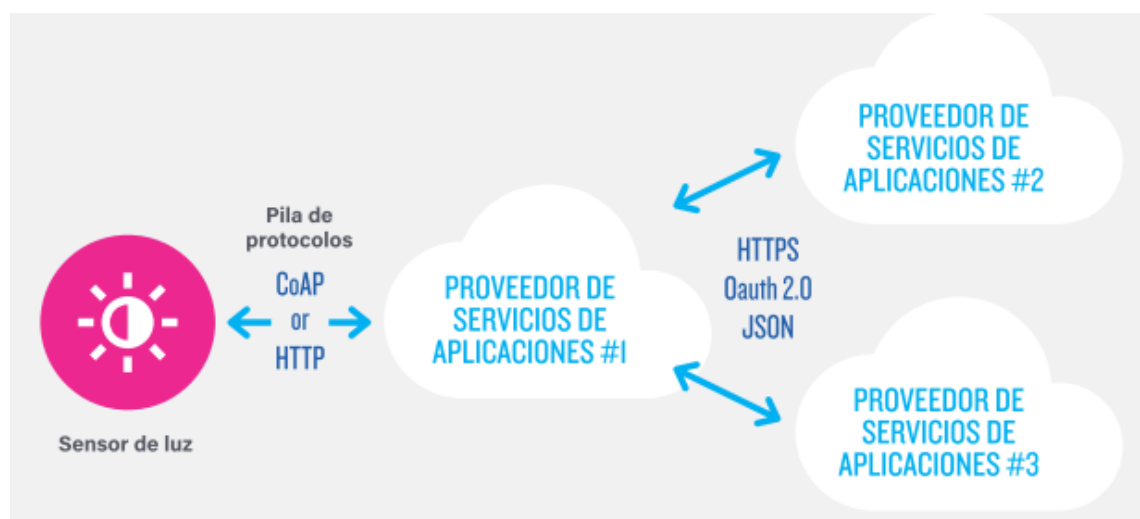 Sensor de luz
Pila de
protocolos
CoAP
or
HTTP
PROVEEDOR DE
SERVICIOS DE
APLICACIONES #1
HTTPS
Oauth 2.0
JSON
PROVEEDOR DE
SERVICIOS DE
APLICACIONES #2
PROVEEDOR DE
SERVICIOS DE
APLICACIONES #3